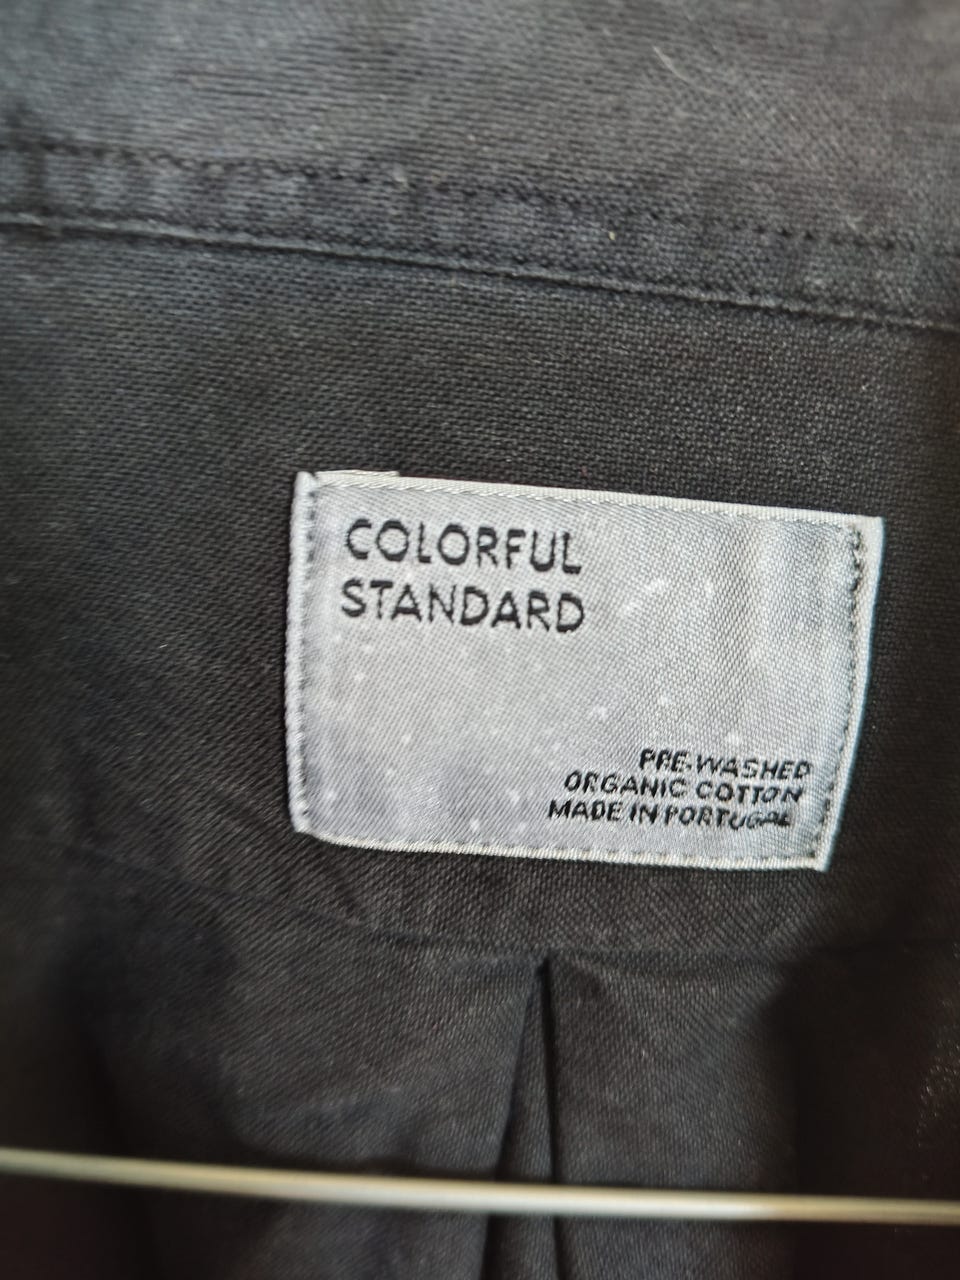 COLORFUL
STANDARD
PRE-WASHED
ORGANIC COTTON
MADE IN PORTUGAL